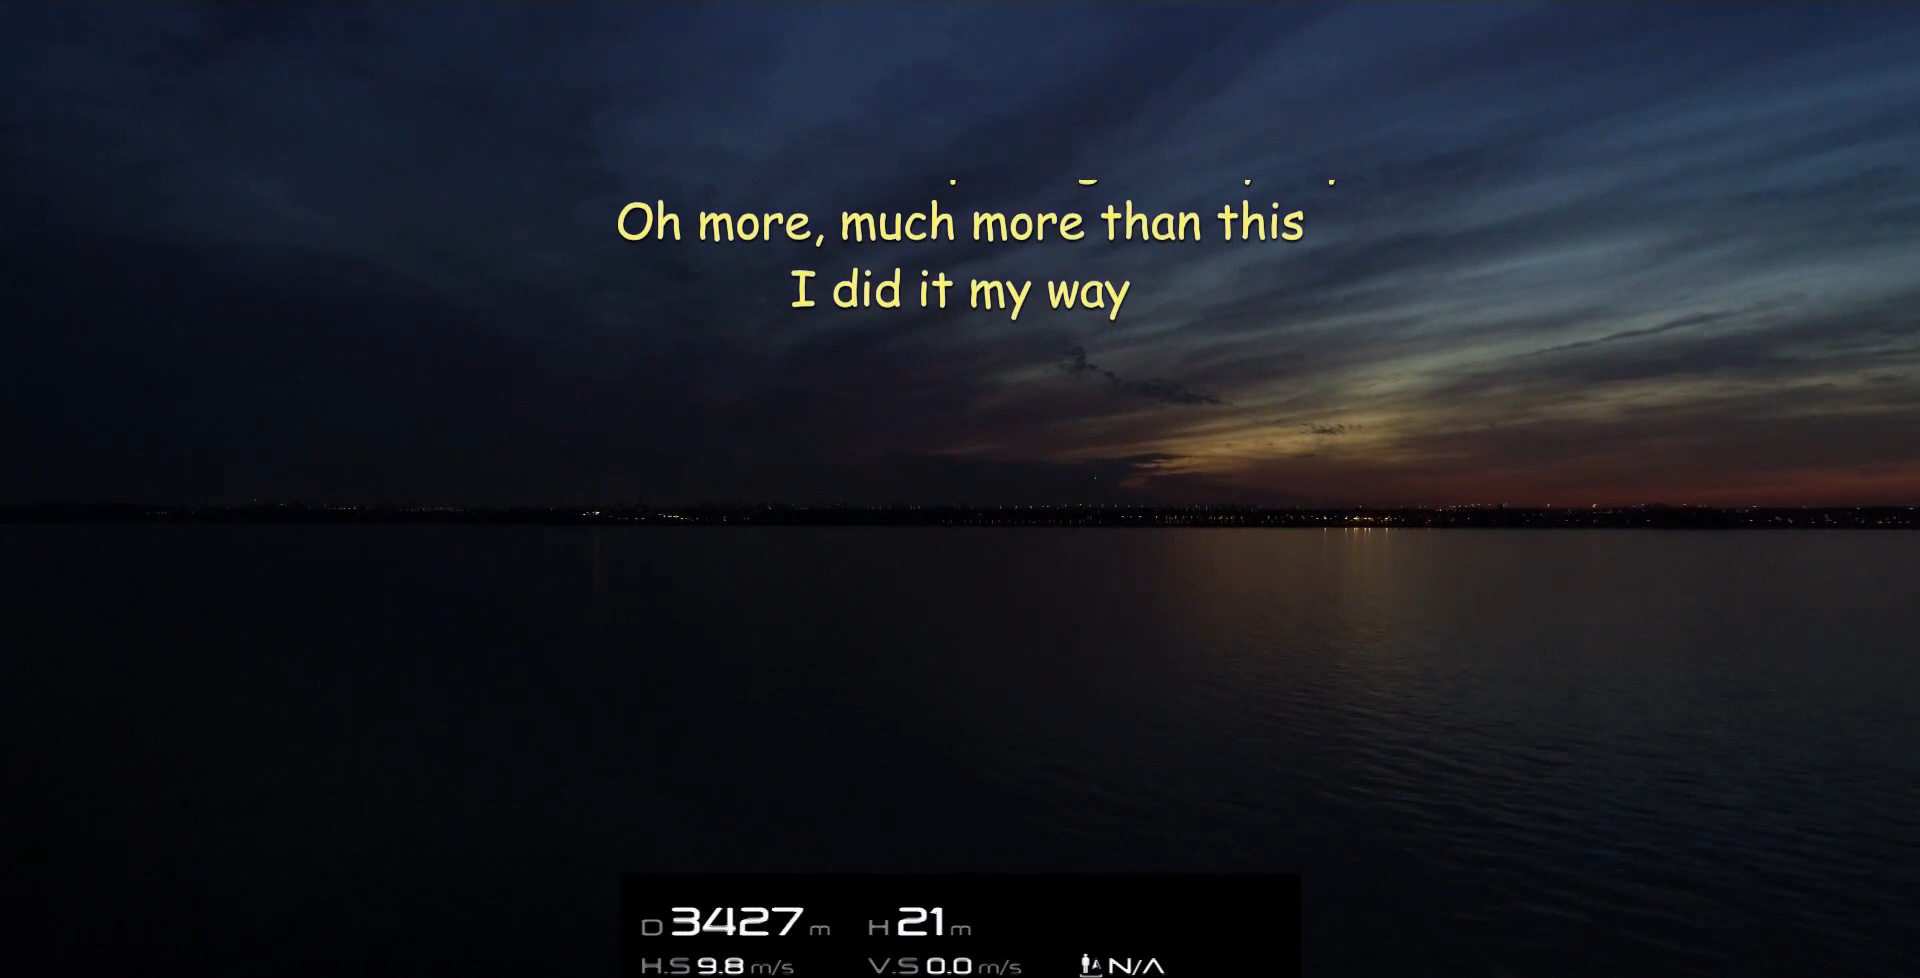 Oh more, much more than this
I did it my way
D 3427 m H 21 m
H.S 9.8 m/s V.S 0.0 m/s N/A